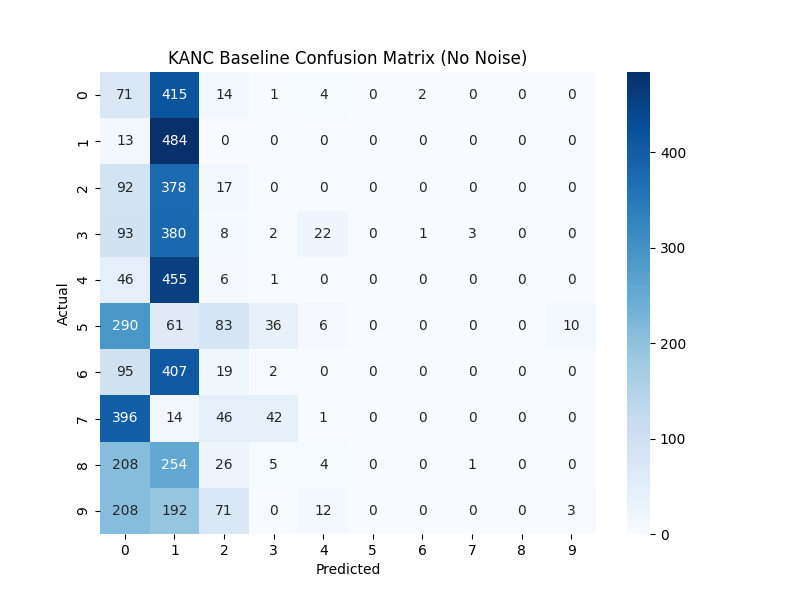 KANC Baseline Confusion Matrix (No Noise)
0 71 415 14 1 4 0 2 0 0 0
1 13 484 0 0 0 0 0 0 0 0
2 92 378 17 0 0 0 0 0 0 0
3 93 380 8 2 22 0 1 3 0 0
4 46 455 6 1 0 0 0 0 0 0
5 290 61 83 36 6 0 0 0 0 10
6 95 407 19 2 0 0 0 0 0 0
7 396 14 46 42 1 0 0 0 0 0
8 208 254 26 5 4 0 0 1 0 0
9 208 192 71 0 12 0 0 0 0 3
0 1 2 3 4 5 6 7 8 9
Predicted
Actual
400
300
200
100
0